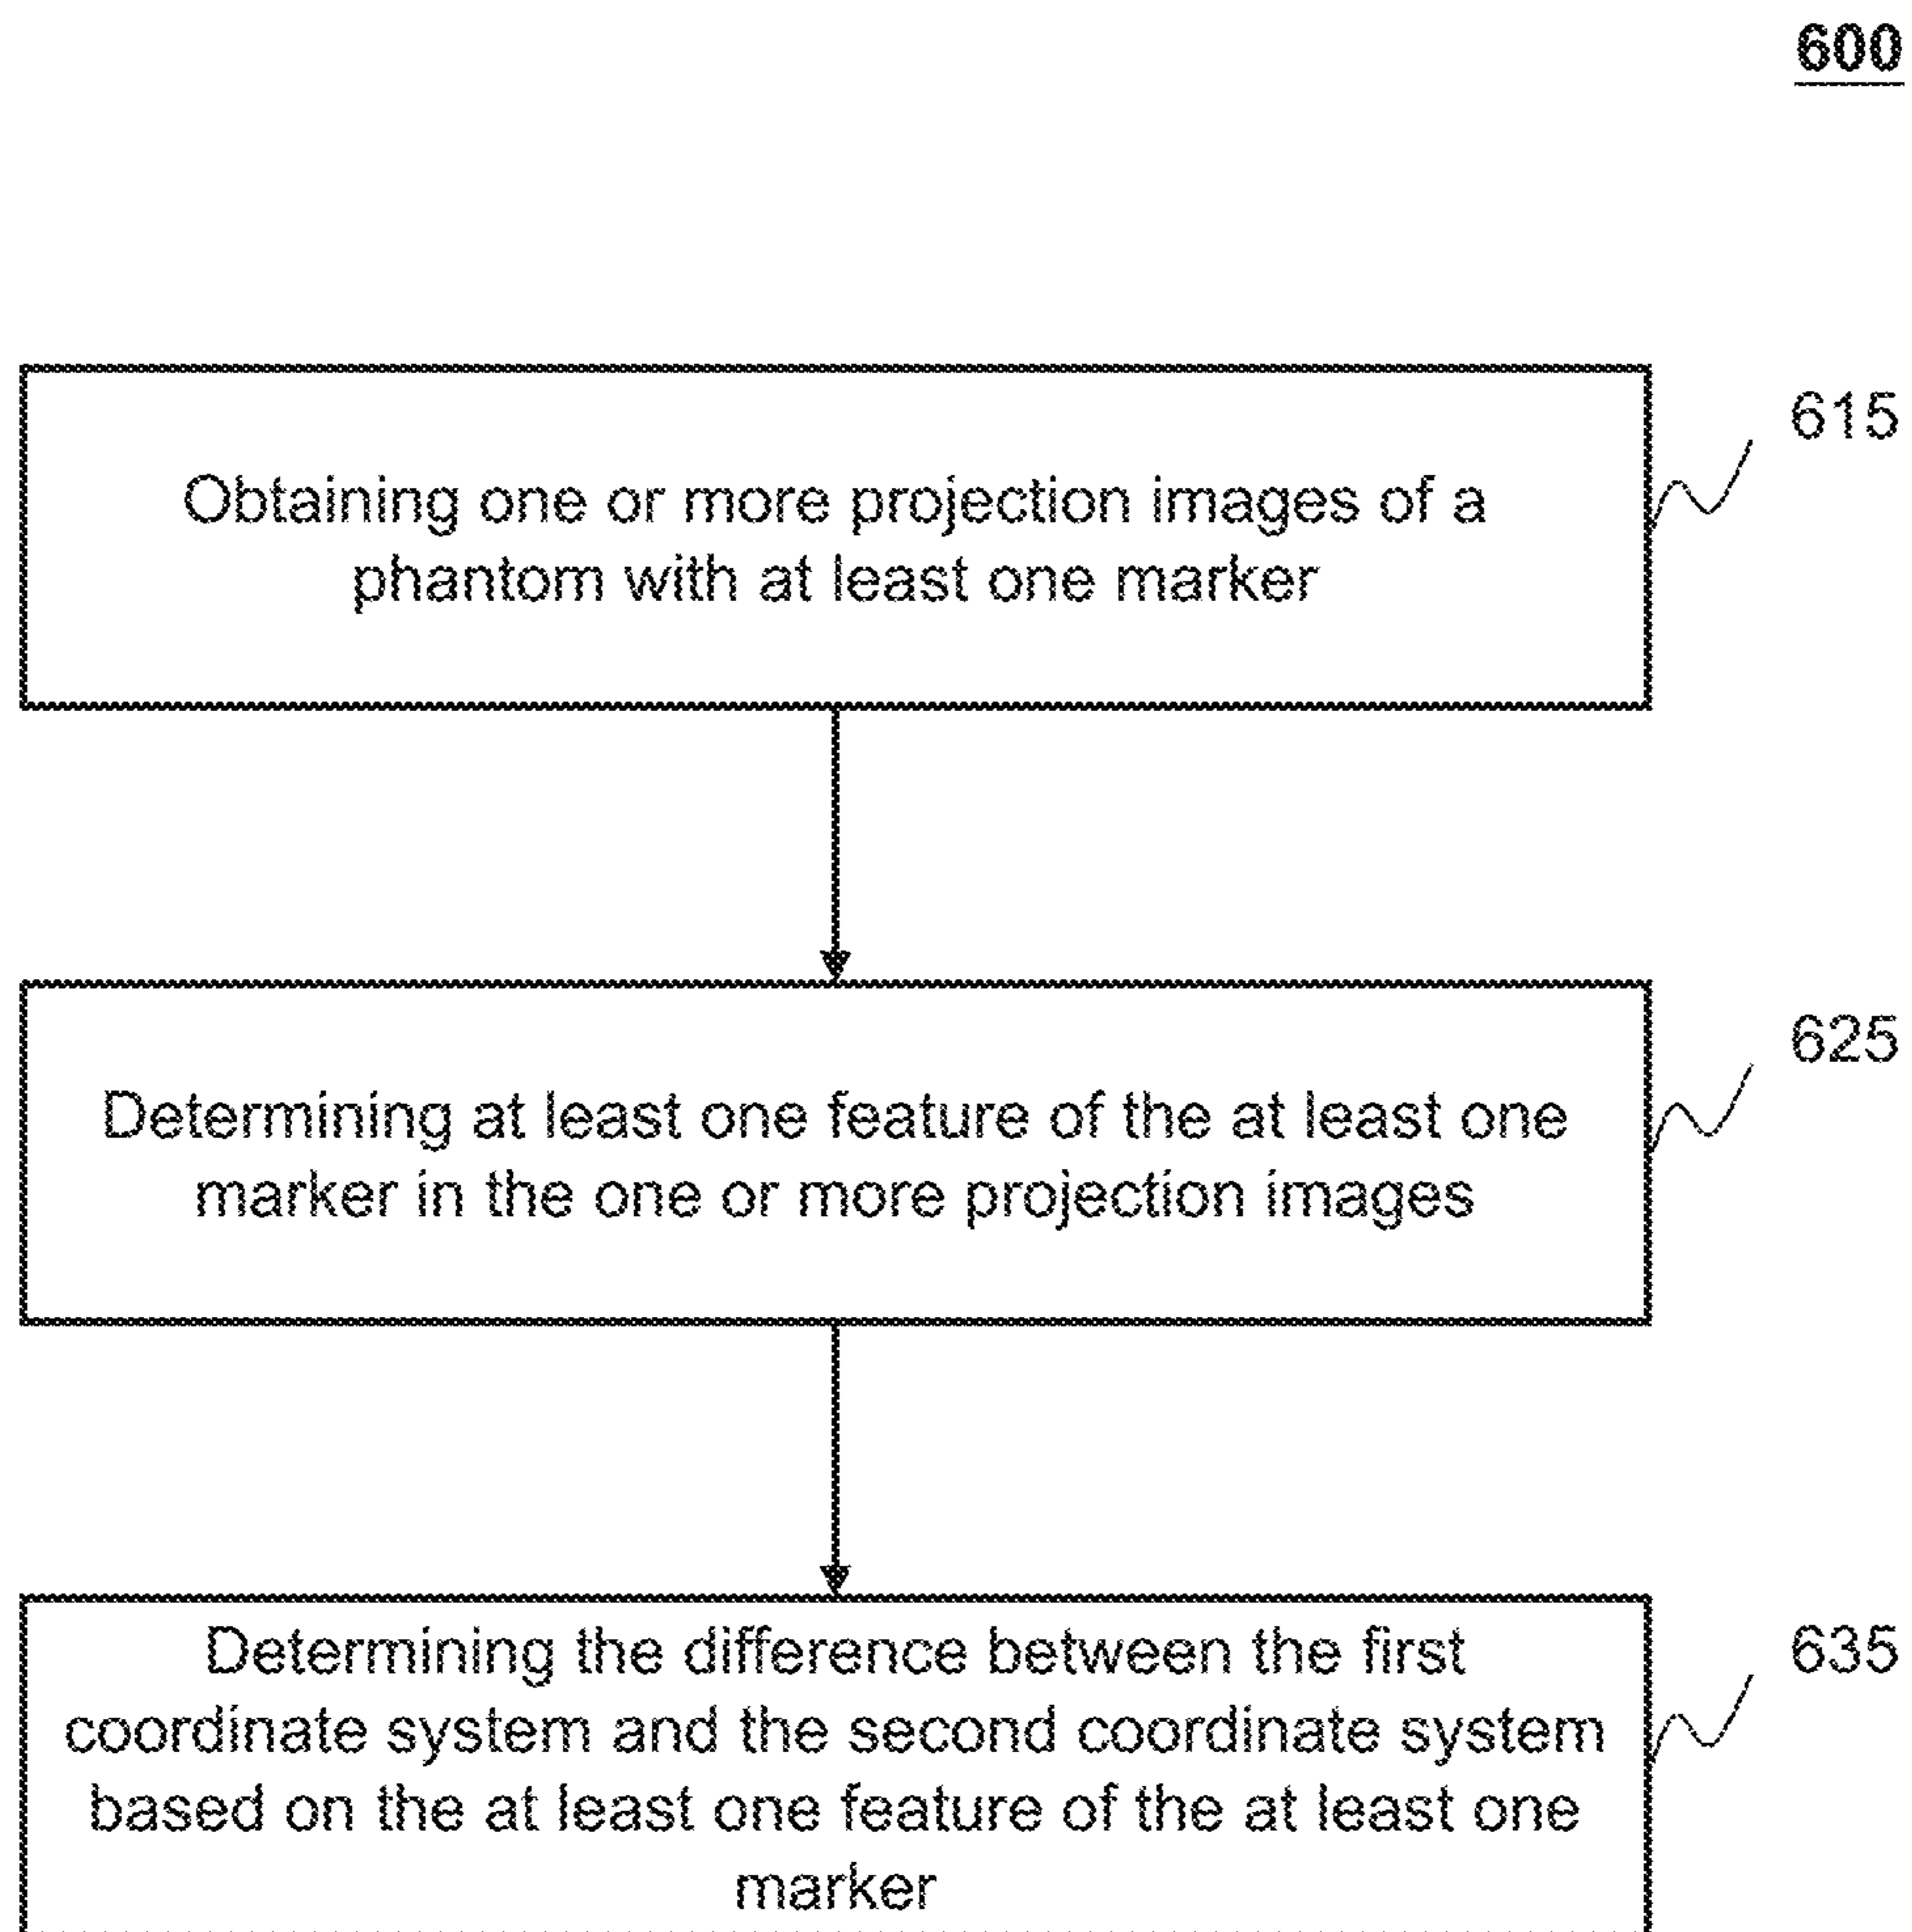 600
615
Obtaining one or more projection images of a
phantom with at least one marker
625
Determining at least one feature of the at least one
marker in the one or more projection images
635
Determining the difference between the first
coordinate system and the second coordinate system
based on the at least one feature of the at least one
marker